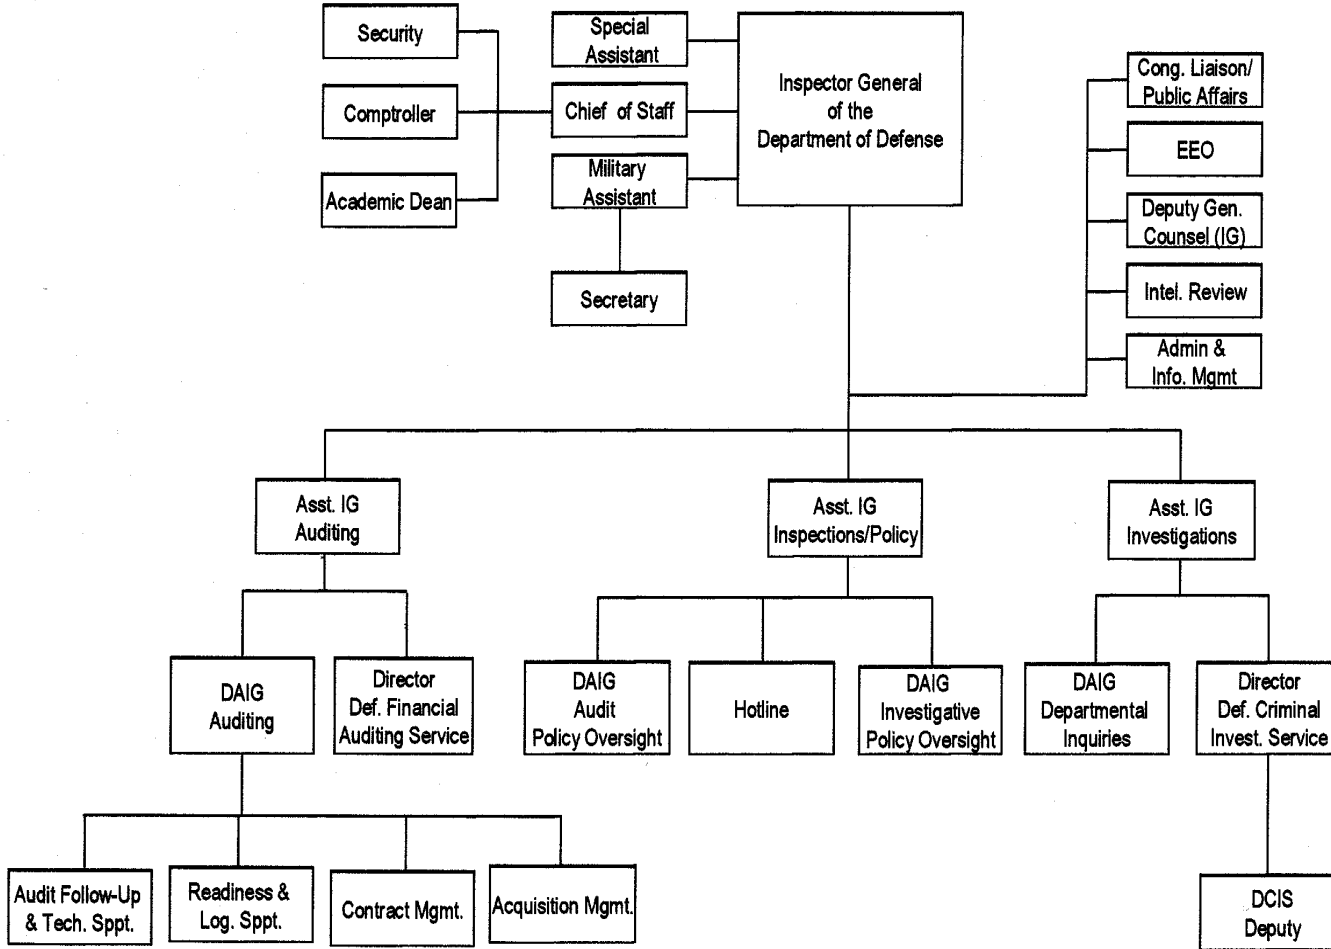 Security
Comptroller
Academic Dean
Special
Assistant
Chief of Staff
Military
Assistant
Secretary
Inspector General
of the
Department of Defense
Cong. Liaison/
Public Affairs
EEO
Deputy Gen.
Counsel (IG)
Intel. Review
Admin &
Info. Mgmt
Asst. IG
Auditing
Asst. IG
Inspections/Policy
Asst. IG
Investigations
DAIG
Auditing
Director
Def. Financial
Auditing Service
DAIG
Audit
Policy Oversight
Hotline
DAIG
Investigative
Policy Oversight
DAIG
Departmental
Inquiries
Director
Def. Criminal
Invest. Service
Audit Follow-Up
& Tech. Sppt.
Readiness &
Log. Sppt.
Contract Mgmt.
Acquisition Mgmt.
DCIS
Deputy